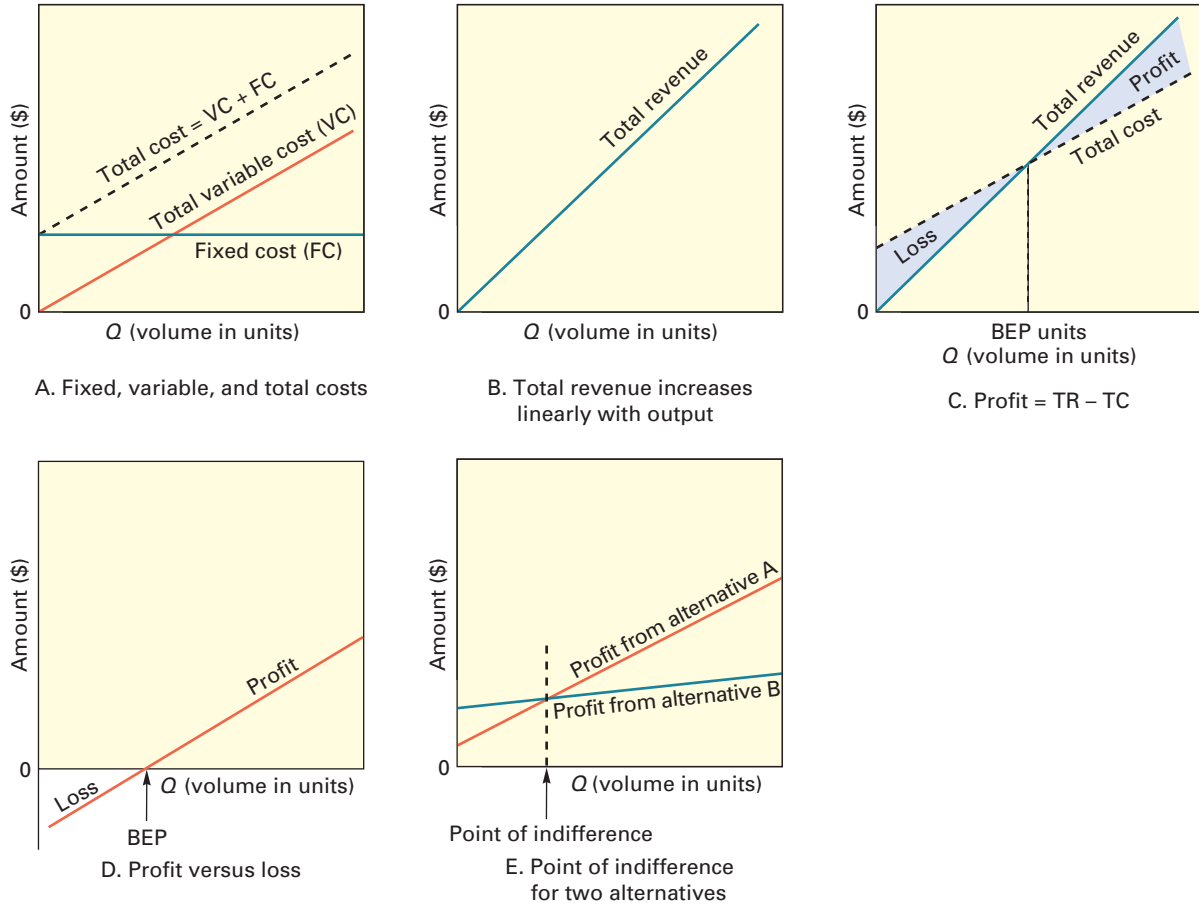 Amount ($)
Total cost = VC + FC
Total variable cost (VC)
Fixed cost (FC)
0
Q (volume in units)
A. Fixed, variable, and total costs
Amount ($)
Total revenue
0
Q (volume in units)
B. Total revenue increases
linearly with output
Amount ($)
Total revenue
Profit
Total cost
Loss
0
BEP units
Q (volume in units)
C. Profit = TR – TC
Amount ($)
Profit
0
Q (volume in units)
Loss
BEP
D. Profit versus loss
Amount ($)
Profit from alternative A
Profit from alternative B
0
Q (volume in units)
Point of indifference
E. Point of indifference
for two alternatives